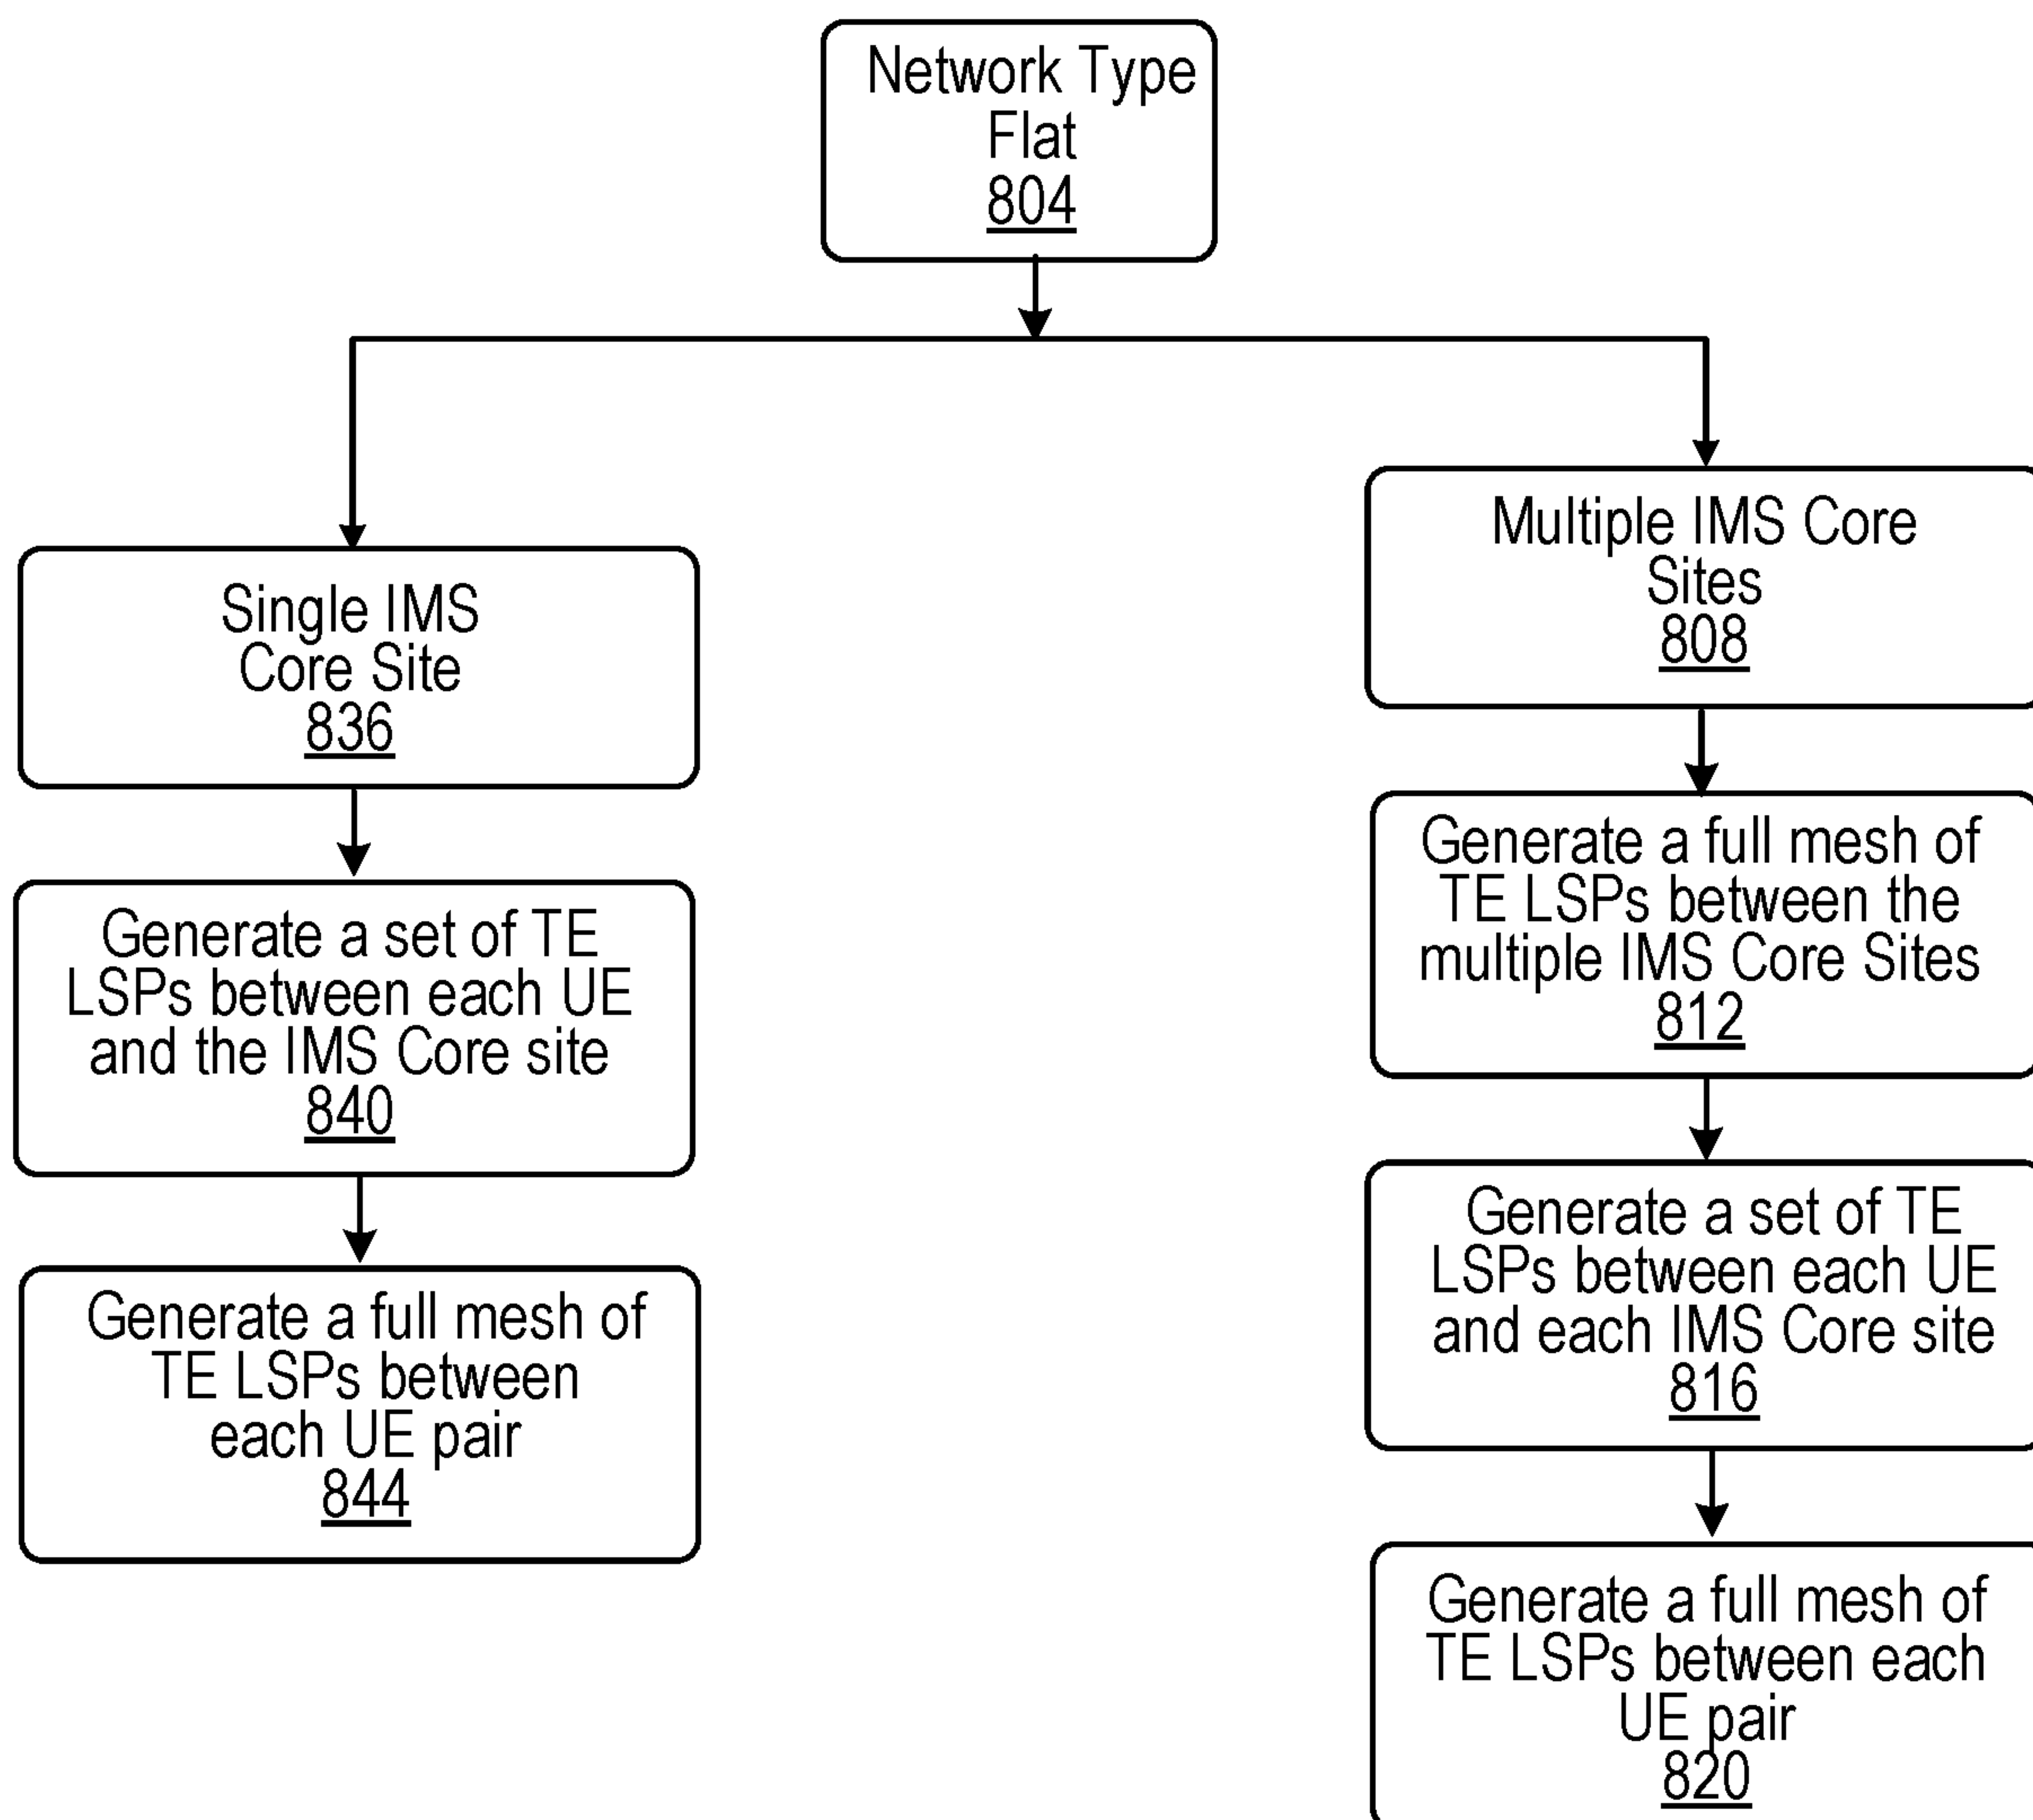 Network Type
Flat
804
Single IMS
Core Site
836
Generate a set of TE
LSPs between each UE
and the IMS Core site
840
Generate a full mesh of
TE LSPs between
each UE pair
844
Multiple IMS Core
Sites
808
Generate a full mesh of
TE LSPs between the
multiple IMS Core Sites
812
Generate a set of TE
LSPs between each UE
and each IMS Core site
816
Generate a full mesh of
TE LSPs between each
UE pair
820